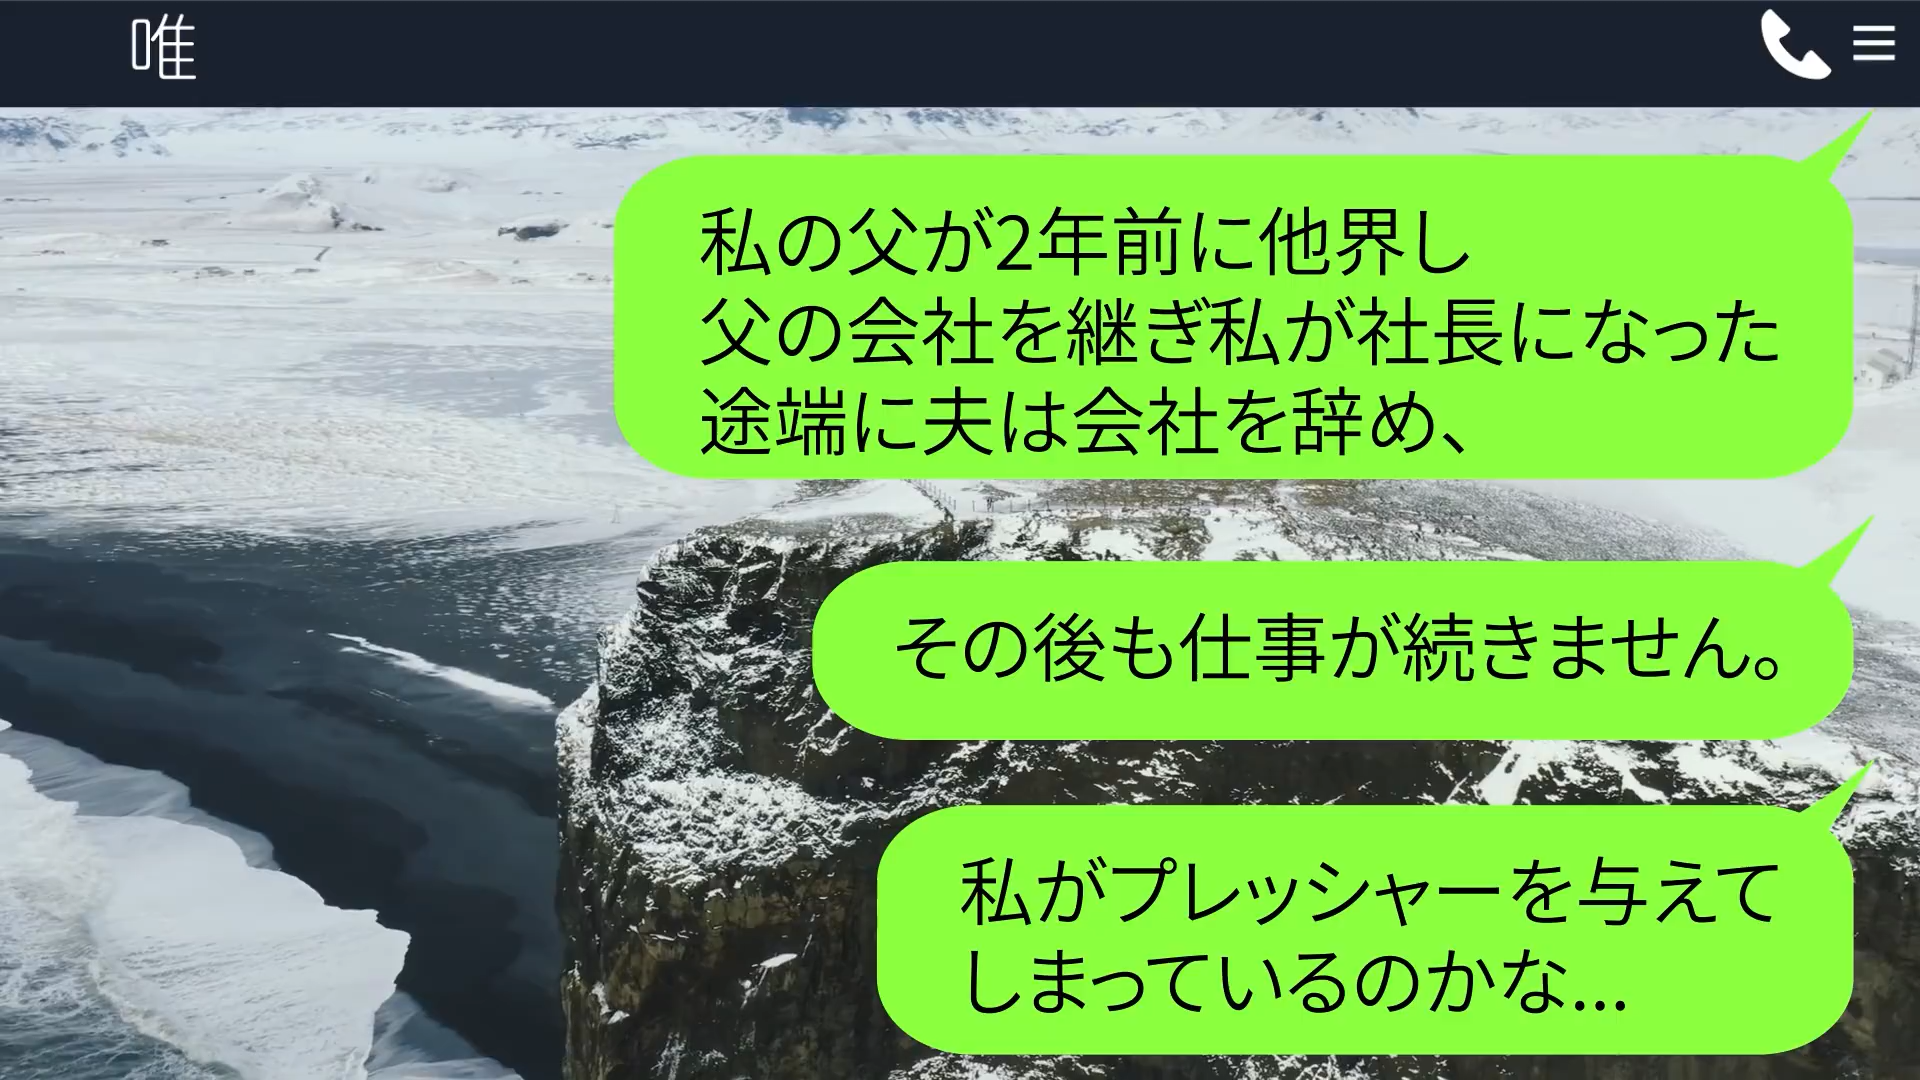 唯
私の父が2年前に他界し
父の会社を継ぎ私が社長になった
途端に夫は会社を辞め、
その後も仕事が続きません。
私がプレッシャーを与えて
しまっているのかな...